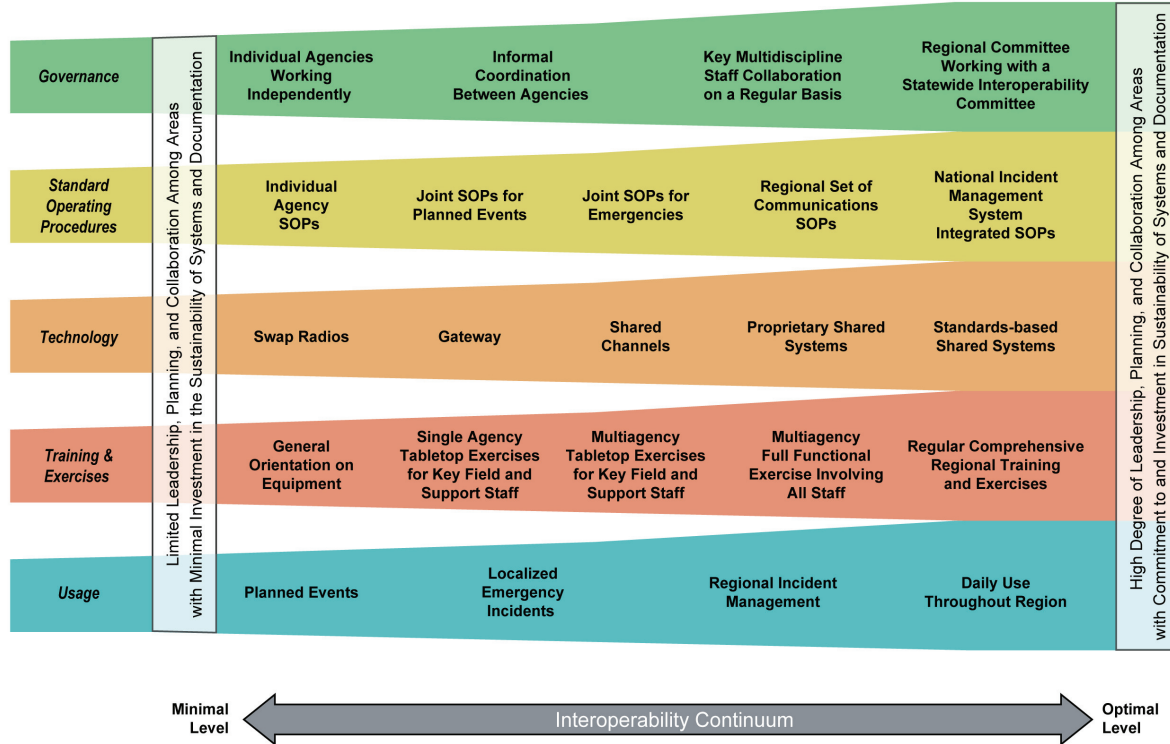 Governance
Individual Agencies
Working
Independently
Informal
Coordination
Between Agencies
Key Multidiscipline
Staff Collaboration
on a Regular Basis
Regional Committee
Working with a
Statewide Interoperability
Committee
Standard
Operating
Procedures
Individual
Agency
SOPs
Joint SOPs for
Planned Events
Joint SOPs for
Emergencies
Regional Set of
Communications
SOPs
National Incident
Management
System
Integrated SOPs
Technology
Swap Radios
Gateway
Shared
Channels
Proprietary Shared
Systems
Standards-based
Shared Systems
Training &
Exercises
General
Orientation on
Equipment
Single Agency
Tabletop Exercises
for Key Field and
Support Staff
Multiagency
Tabletop Exercises
for Key Field and
Support Staff
Multiagency
Full Functional
Exercise Involving
All Staff
Regular Comprehensive
Regional Training
and Exercises
Usage
Planned Events
Localized
Emergency
Incidents
Regional Incident
Management
Daily Use
Throughout Region
Limited Leadership, Planning, and Collaboration Among Areas
with Minimal Investment in the Sustainability of Systems and Documentation
High Degree of Leadership, Planning, and Collaboration Among Areas
with Commitment to and Investment in Sustainability of Systems and Documentation
Minimal
Level
Interoperability Continuum
Optimal
Level